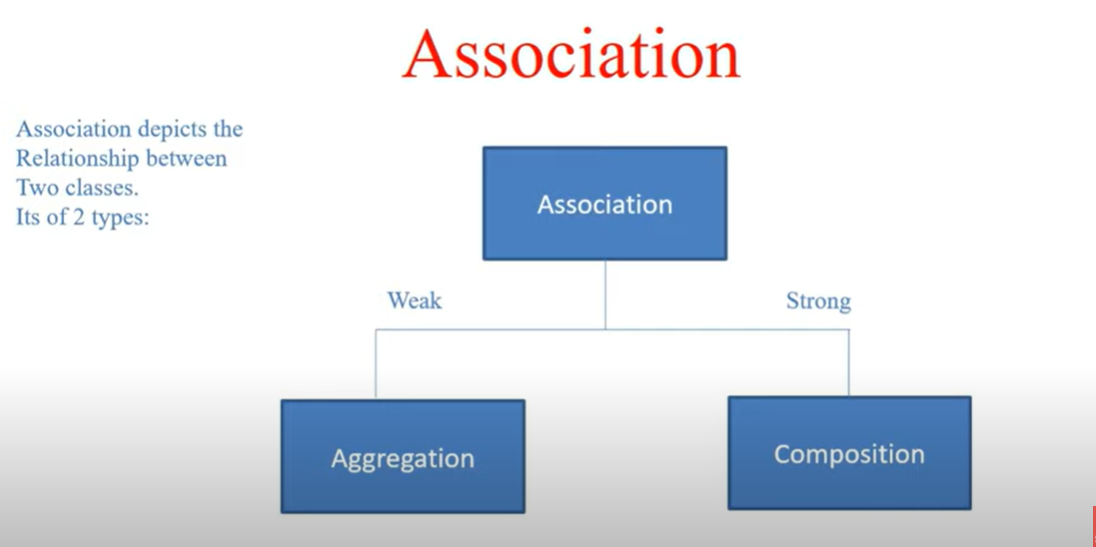 Association
Association depicts the
Relationship between
Two classes.
Its of 2 types:
Association
Weak
Strong
Aggregation
Composition